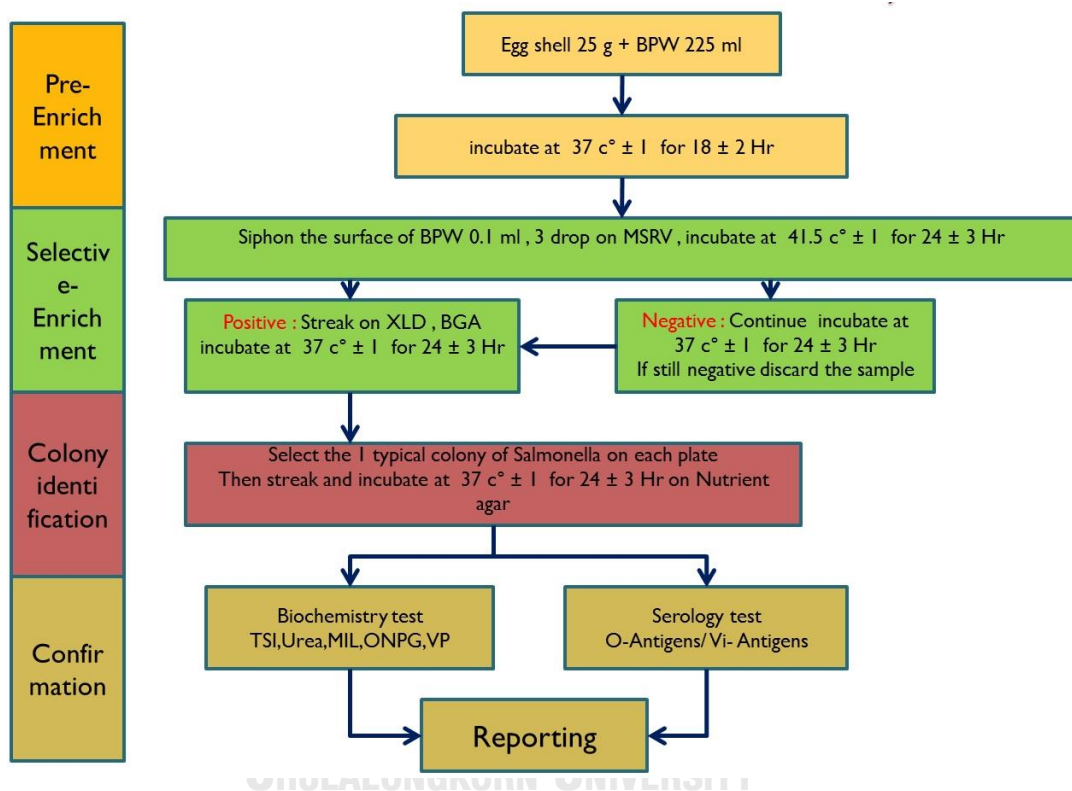 Pre-
Enrich
ment
Egg shell 25 g + BPW 225 ml
incubate at 37 c° ± 1 for 18 ± 2 Hr
Selectiv
e-
Enrich
ment
Siphon the surface of BPW 0.1 ml , 3 drop on MSRV , incubate at 41.5 c° ± 1 for 24 ± 3 Hr
Positive : Streak on XLD , BGA
incubate at 37 c° ± 1 for 24 ± 3 Hr
Negative : Continue incubate at
37 c° ± 1 for 24 ± 3 Hr
If still negative discard the sample
Colony
identi
fication
Select the 1 typical colony of Salmonella on each plate
Then streak and incubate at 37 c° ± 1 for 24 ± 3 Hr on Nutrient
agar
Confir
mation
Biochemistry test
TSI,Urea,MIL,ONPG,VP
Serology test
O-Antigens/ Vi- Antigens
Reporting
CHULALONGKORN UNIVERSITY